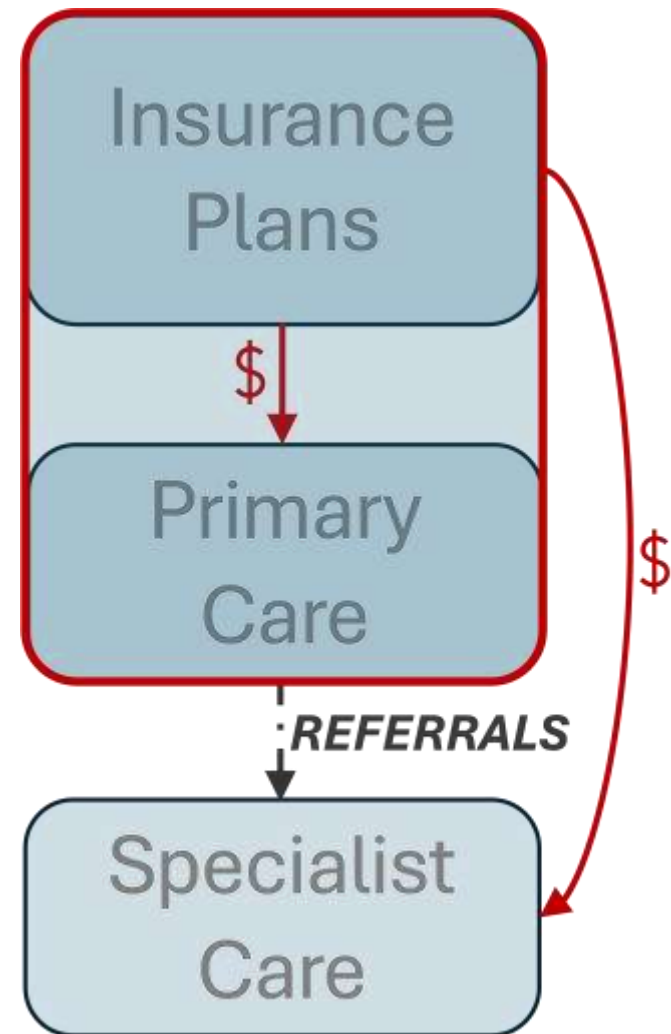 Insurance
Plans
$
Primary
Care
$
REFERRALS
Specialist
Care